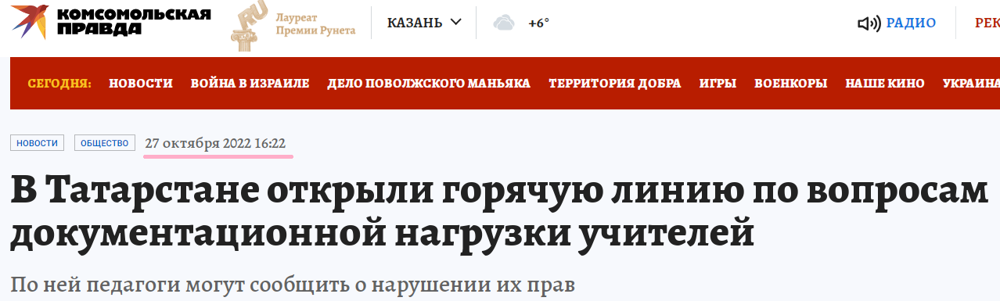 КОМСОМОЛЬСКАЯ
ПРАВДА
RU
Лауреат
Премии Рунета
КАЗАНЬ
+6°
РАДИО
РЕК
СЕГОДНЯ: НОВОСТИ ВОЙНА В ИЗРАИЛЕ ДЕЛО ПОВОЛЖСКОГО МАНЬЯКА ТЕРРИТОРИЯ ДОБРА ИГРЫ ВОЕНКОРЫ НАШЕ КИНО УКРАИНА
НОВОСТИ ОБЩЕСТВО 27 октября 2022 16:22
В Татарстане открыли горячую линию по вопросам
документационной нагрузки учителей
По ней педагоги могут сообщить о нарушении их прав